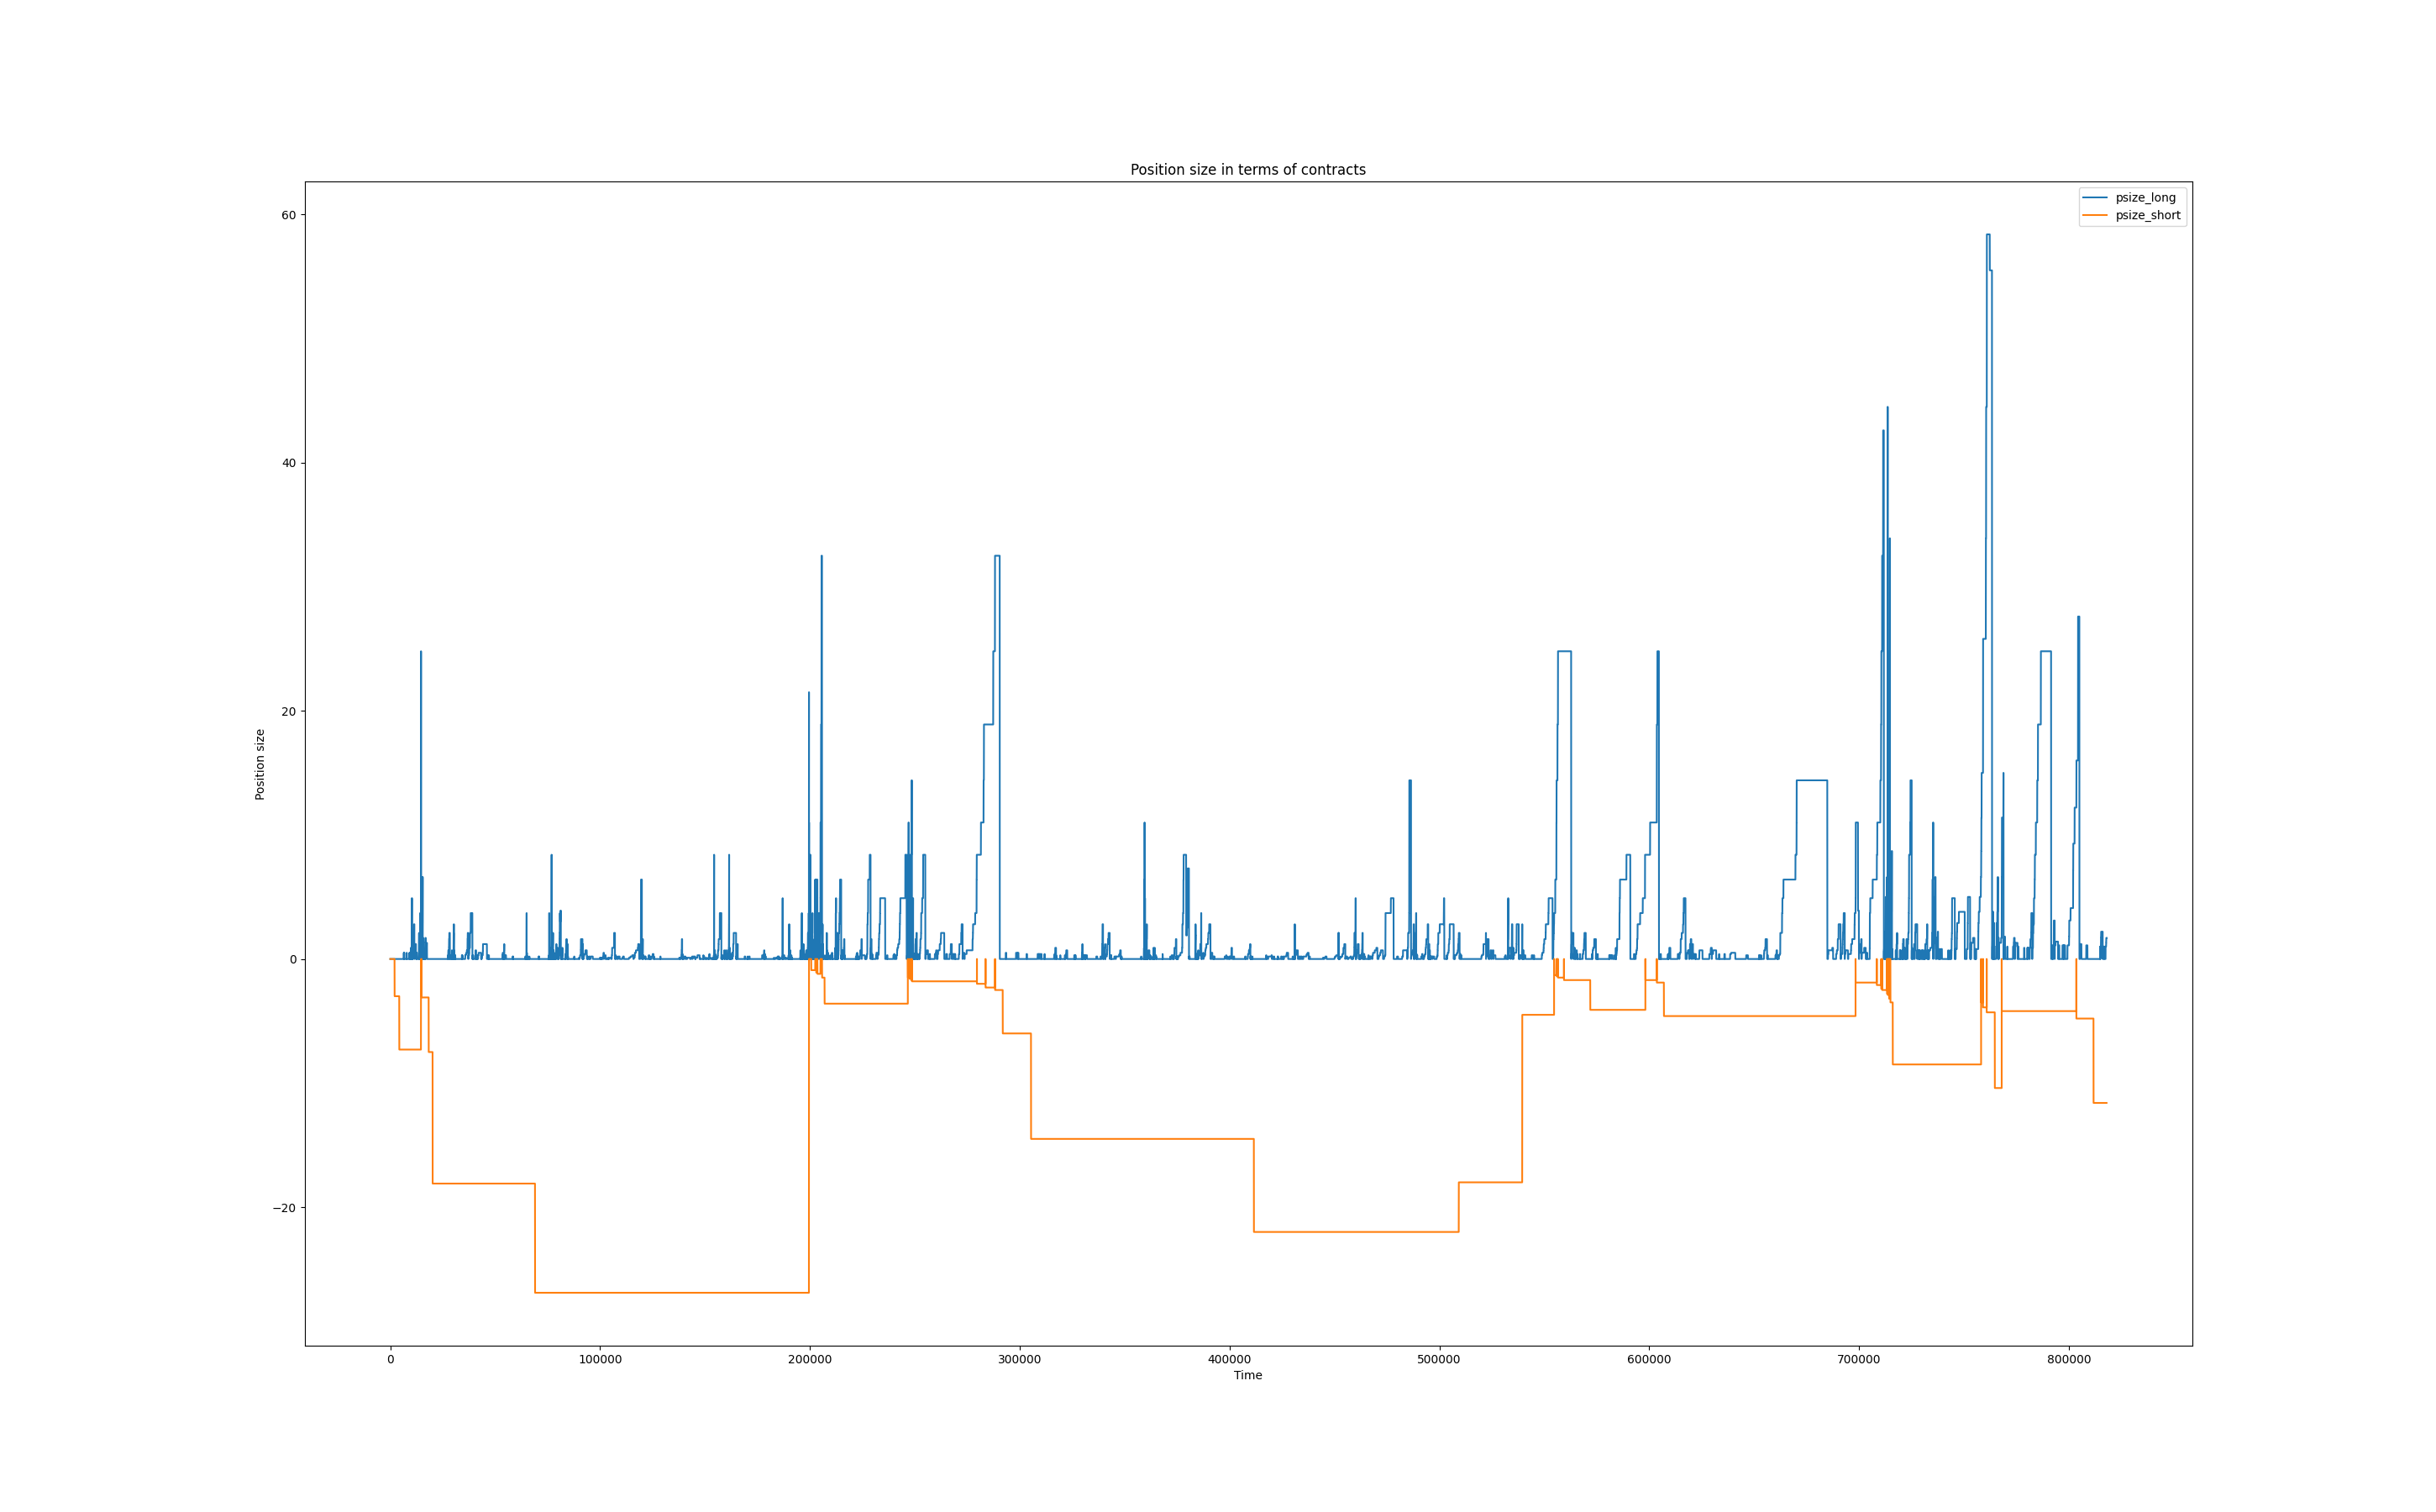 Position size in terms of contracts
psize_long
psize_short
60
40
20
0
−20
Position size
0 100000 200000 300000 400000 500000 600000 700000 800000
Time